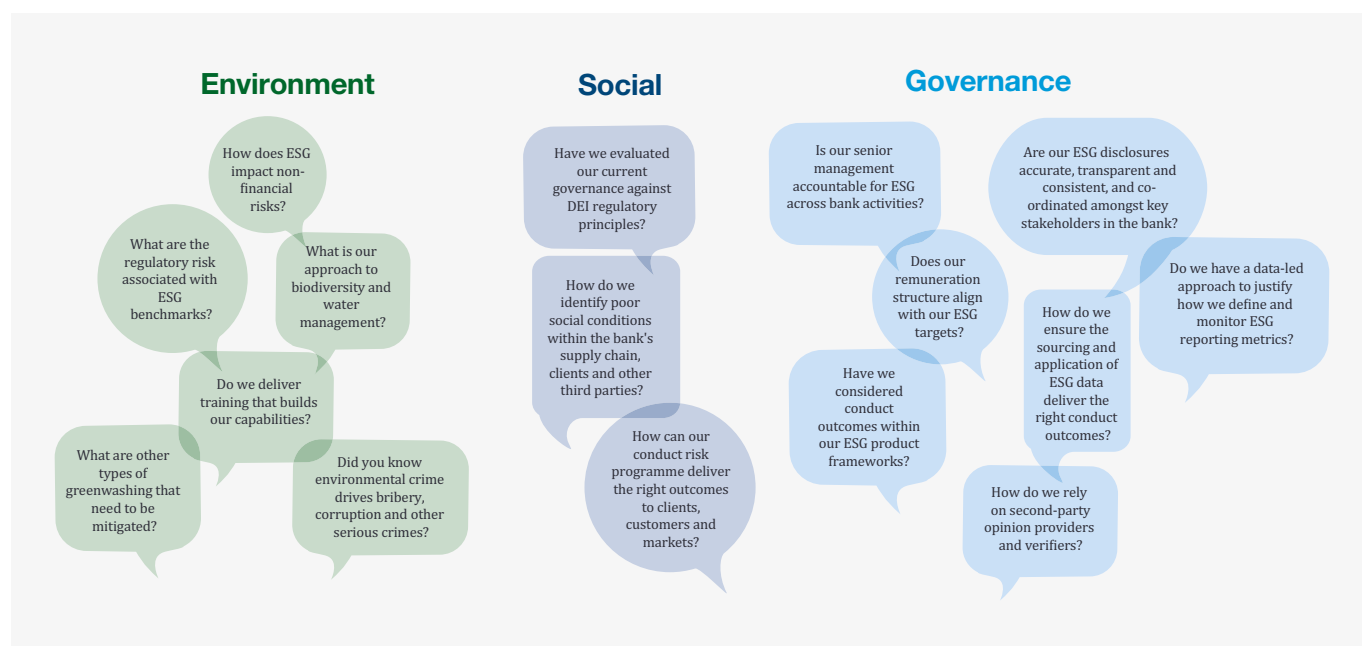 Environment
How does ESG
impact non-
financial
risks?
What are the
regulatory risk
associated with
ESG
benchmarks?
What is our
approach to
biodiversity and
water
management?
Do we deliver
training that builds
our capabilities?
What are other
types of
greenwashing that
need to be
mitigated?
Did you know
environmental crime
drives bribery,
corruption and other
serious crimes?
Social
Have we evaluated
our current
governance against
DEI regulatory
principles?
How do we
identify poor
social conditions
within the bank's
supply chain,
clients and other
third parties?
How can our
conduct risk
programme deliver
the right outcomes
to clients,
customers and
markets?
Governance
Is our senior
management
accountable for ESG
across bank activities?
Are our ESG disclosures
accurate, transparent and
consistent, and co-
ordinated amongst key
stakeholders in the bank?
Does our
remuneration
structure align
with our ESG
targets?
Do we have a data-led
approach to justify
how we define and
monitor ESG
reporting metrics?
How do we
ensure the
sourcing and
application of
ESG data
deliver the
right conduct
outcomes?
Have we
considered
conduct
outcomes within
our ESG product
frameworks?
How do we rely
on second-party
opinion providers
and verifiers?